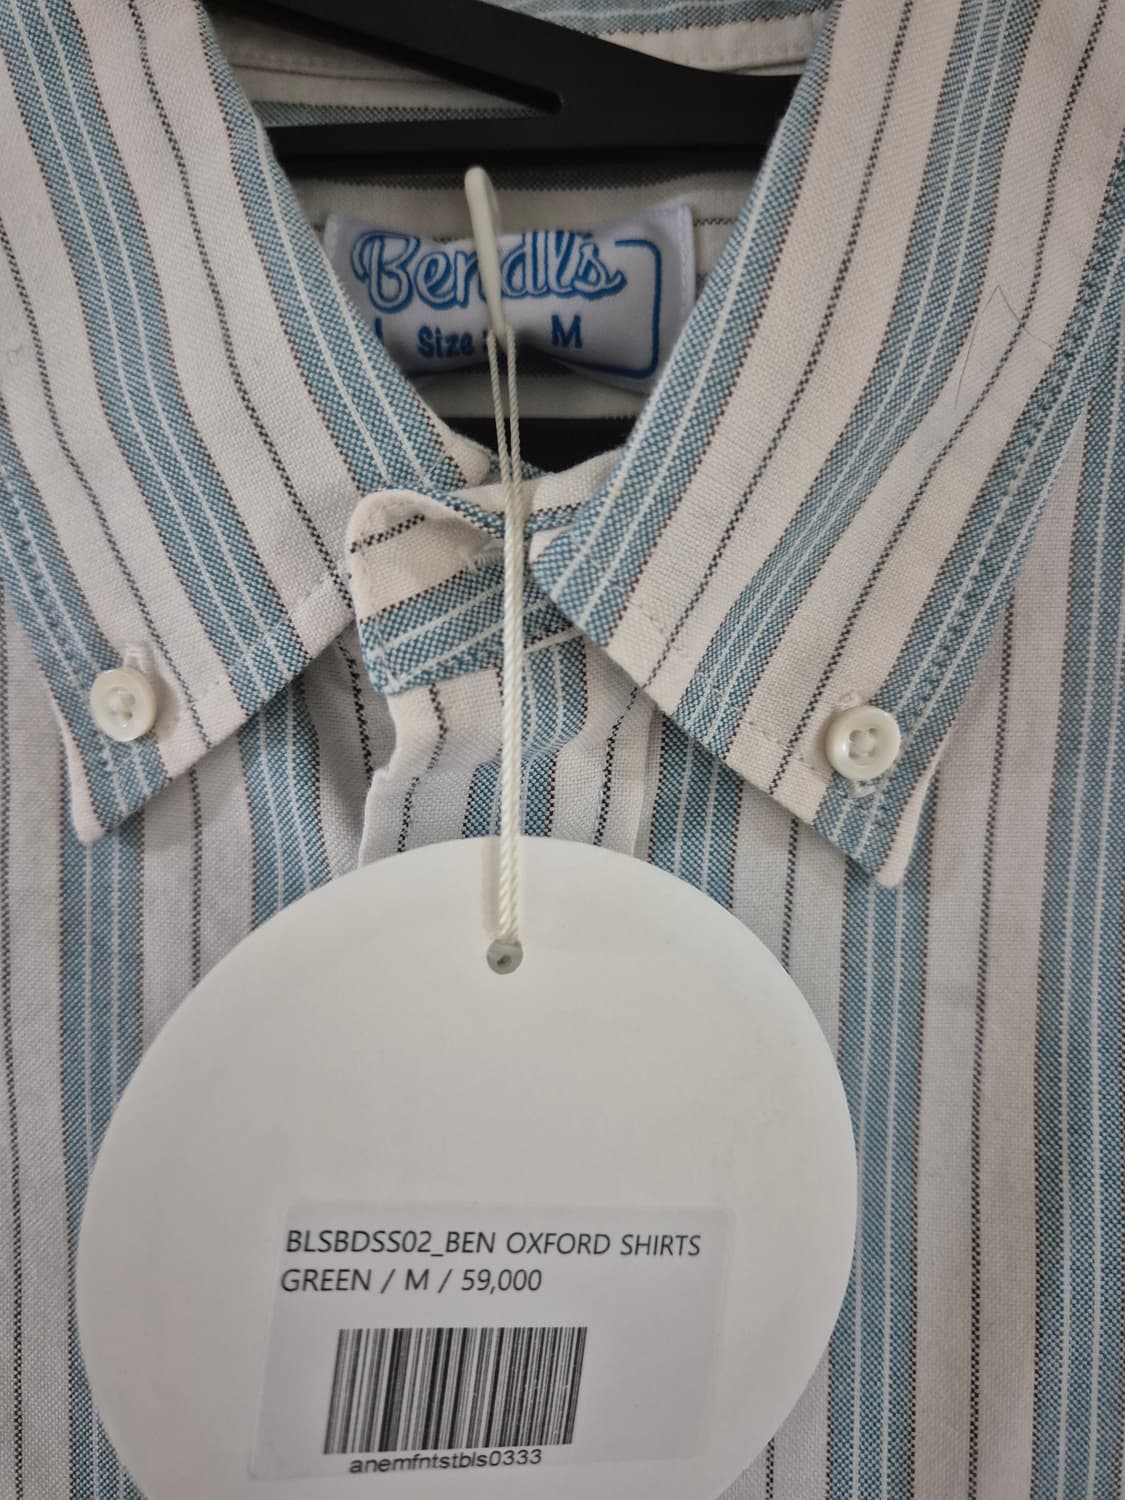 Bendl's
Size M
BLSBDSS02_BEN OXFORD SHIRTS
GREEN / M / 59,000
anemfntstbls0333